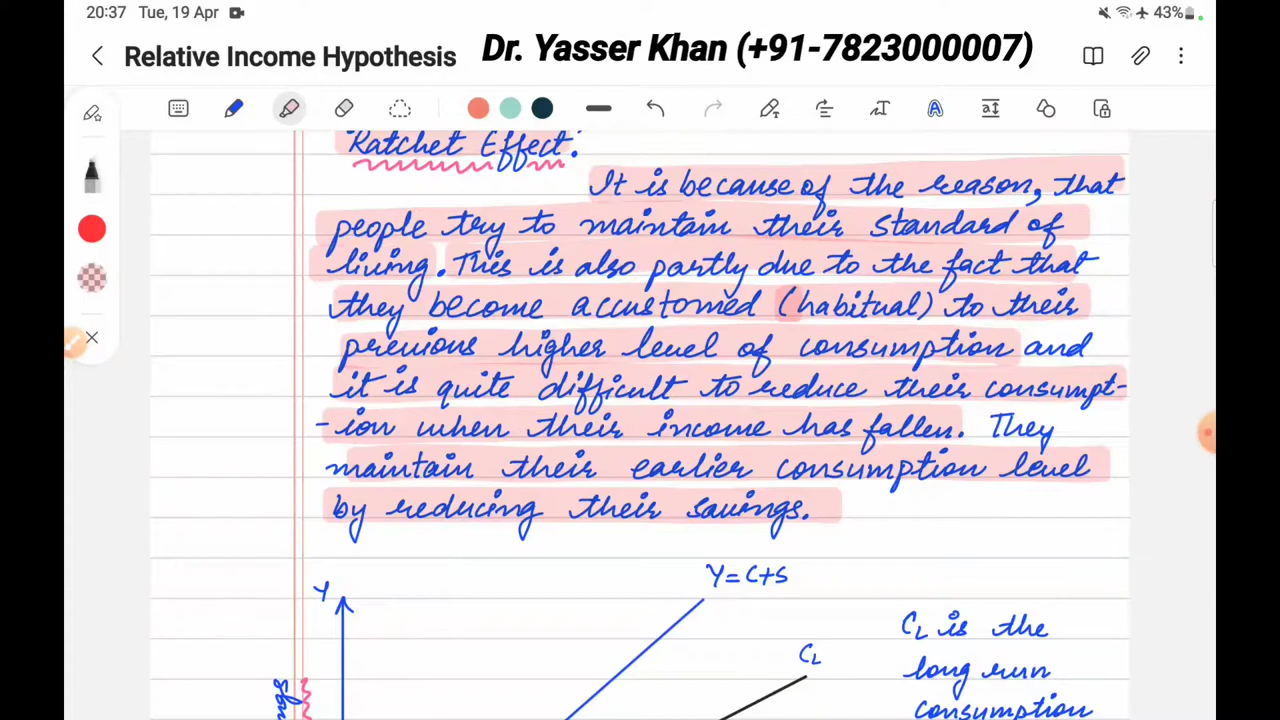 20:37 Tue, 19 Apr 43%
Relative Income Hypothesis Dr. Yasser Khan (+91-7823000007)
Ratchet Effect:
It is because of the reason, that
people try to maintain their standard of
living. This is also partly due to the fact that
they become accustomed (habitual) to their
previous higher level of consumption and
it is quite difficult to reduce their consumpt-
-ion when their income has fallen. They
maintain their earlier consumption level
by reducing their savings.
Y = C+S
Y
CL is the
CL
long run
consumption